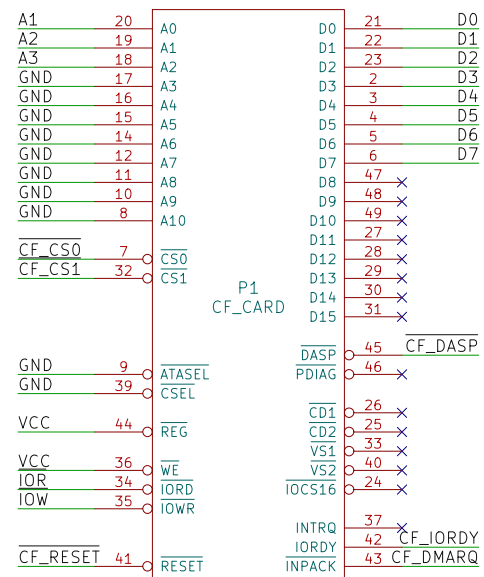 A1 20 A0 D0 21 D0
A2 19 A1 D1 22 D1
A3 18 A2 D2 23 D2
GND 17 A3 D3 2 D3
GND 16 A4 D4 3 D4
GND 15 A5 D5 4 D5
GND 14 A6 D6 5 D6
GND 12 A7 D7 6 D7
GND 11 A8 D8 47
GND 10 A9 D9 48
GND 8 A10 D10 49
D11 27
CF_CS0 7 CS0 D12 28
CF_CS1 32 CS1 D13 29
P1 D14 30
CF_CARD D15 31
DASP 45 CF_DASP
GND 9 ATASEL PDIAG 46
GND 39 CSEL
CD1 26
VCC 44 REG CD2 25
VS1 33
VCC 36 WE VS2 40
IOR 34 IORD IOCS16 24
IOW 35 IOWR
INTRQ 37
IORDY 42 CF_IORDY
CF_RESET 41 RESET INPACK 43 CF_DMARQ